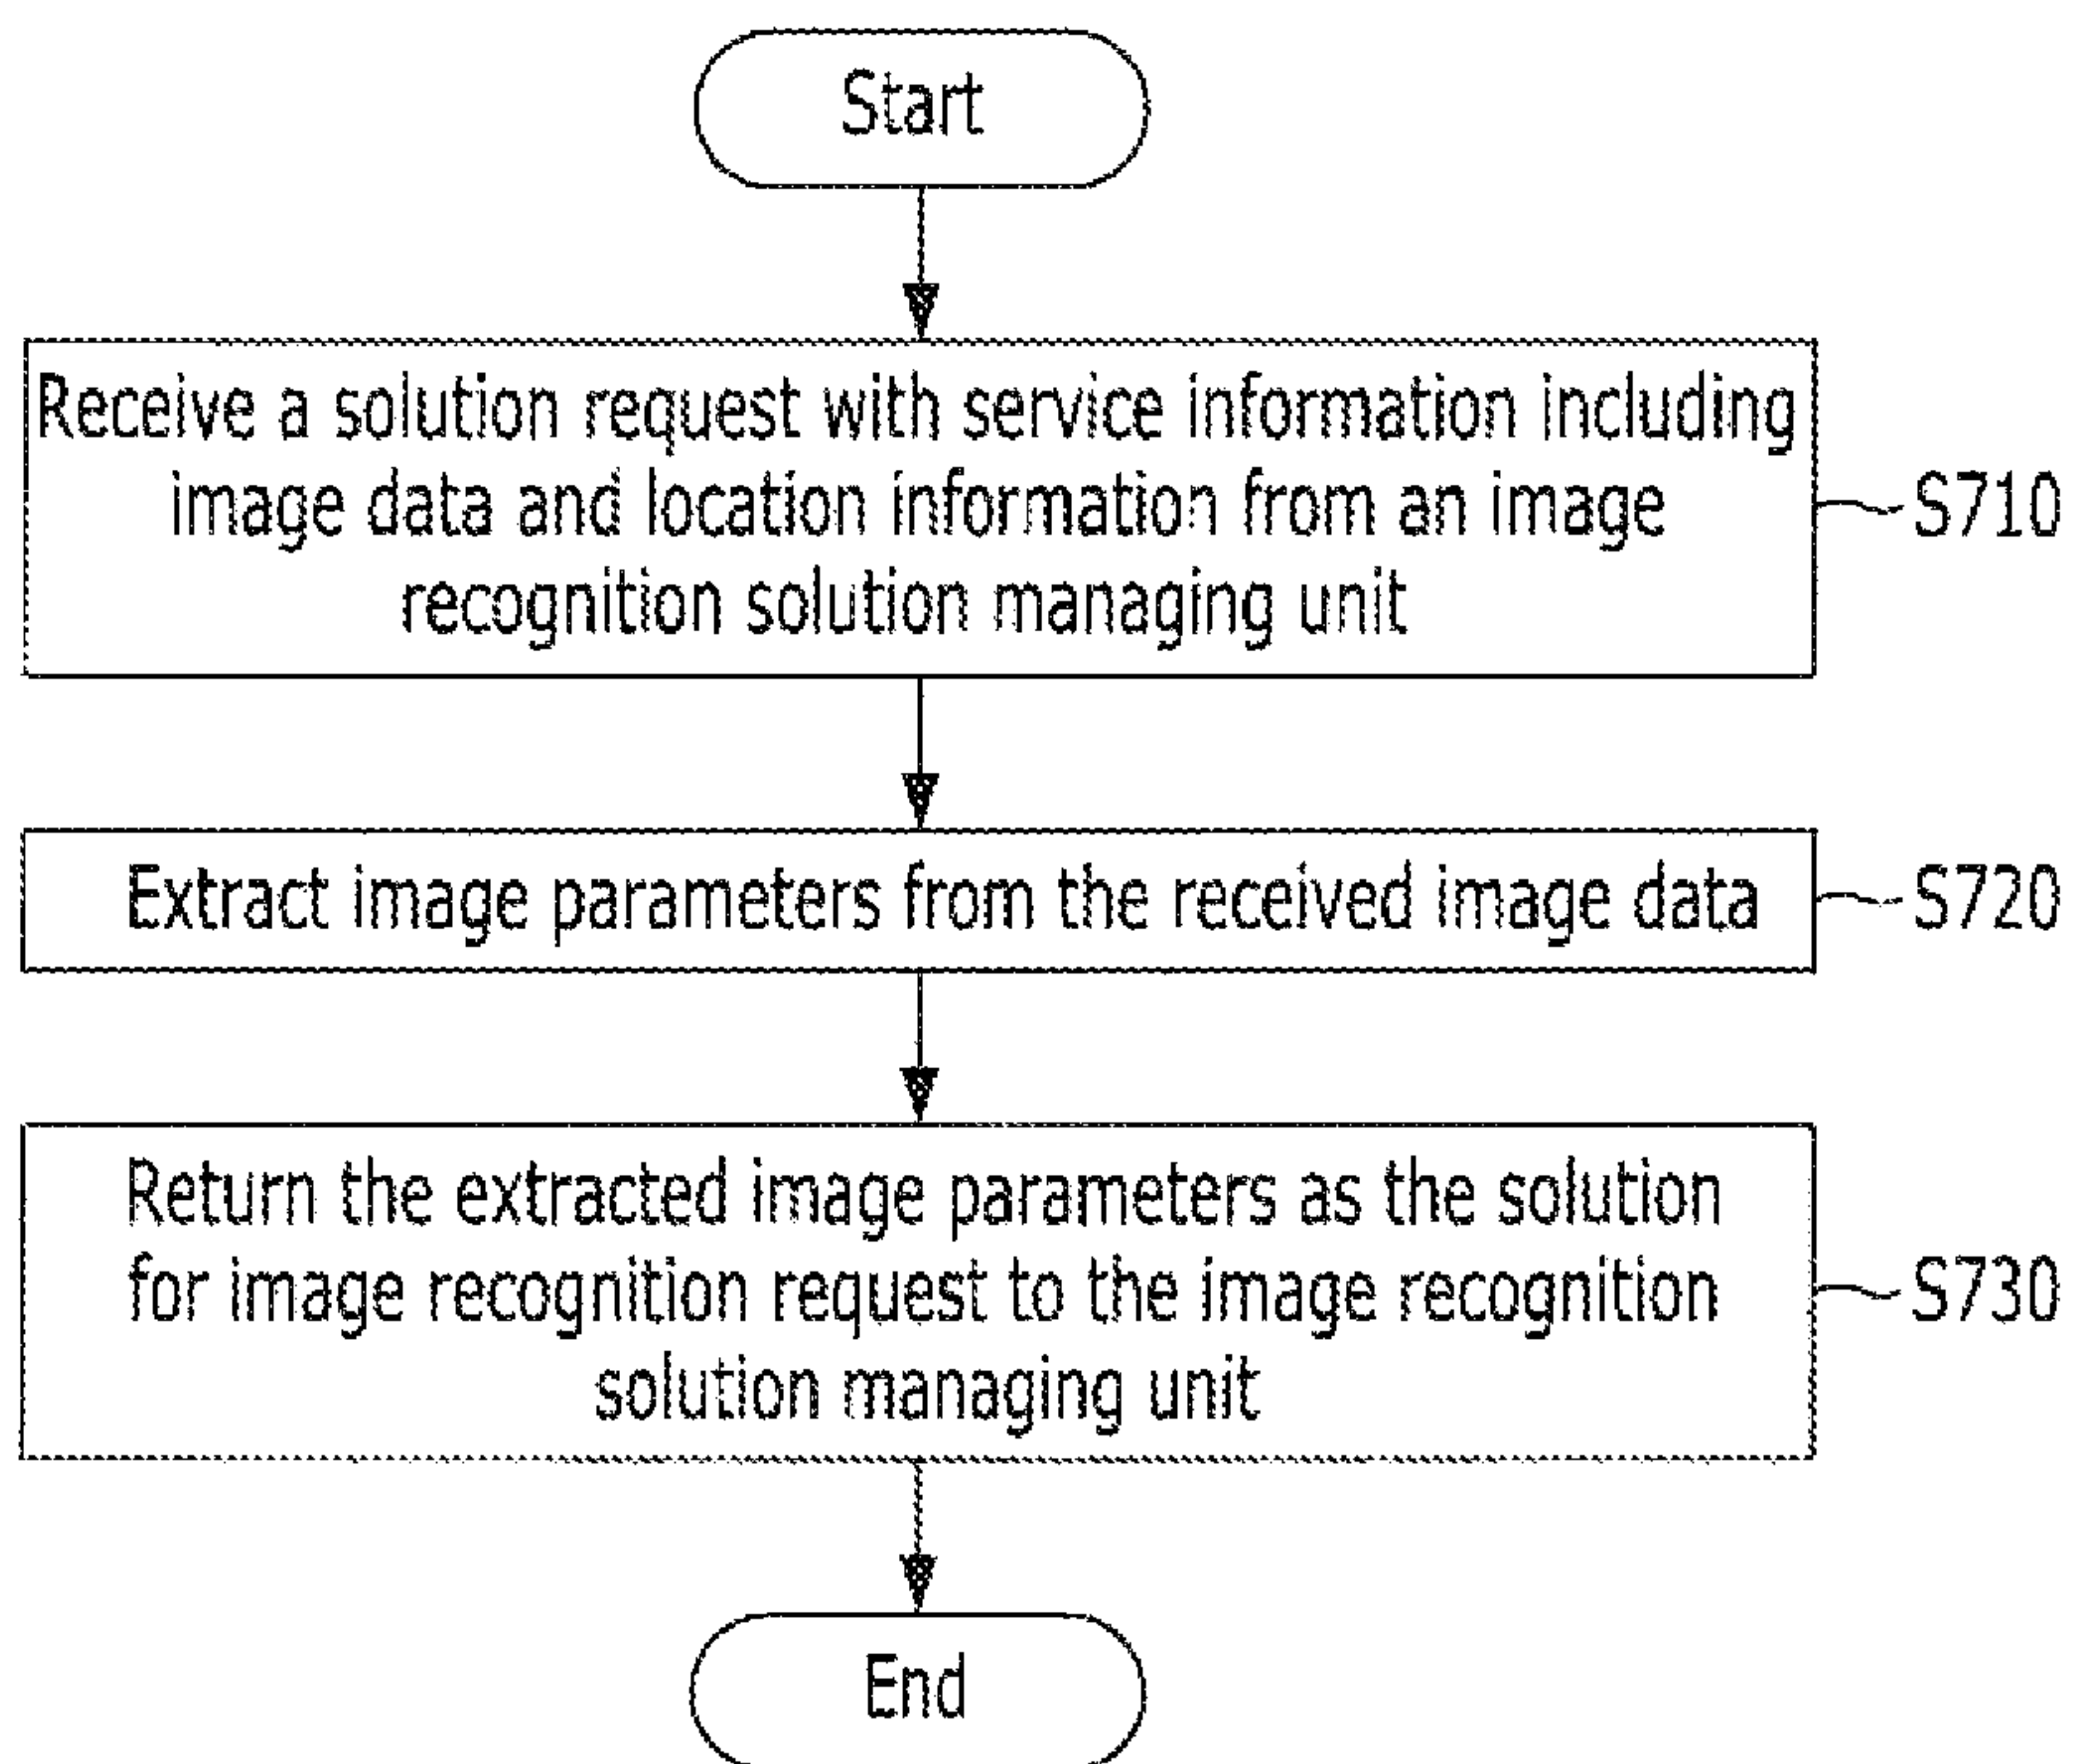 Start
Receive a solution request with service information including
image data and location information from an image
recognition solution managing unit
S710
Extract image parameters from the received image data
S720
Return the extracted image parameters as the solution
for image recognition request to the image recognition
solution managing unit
S730
End